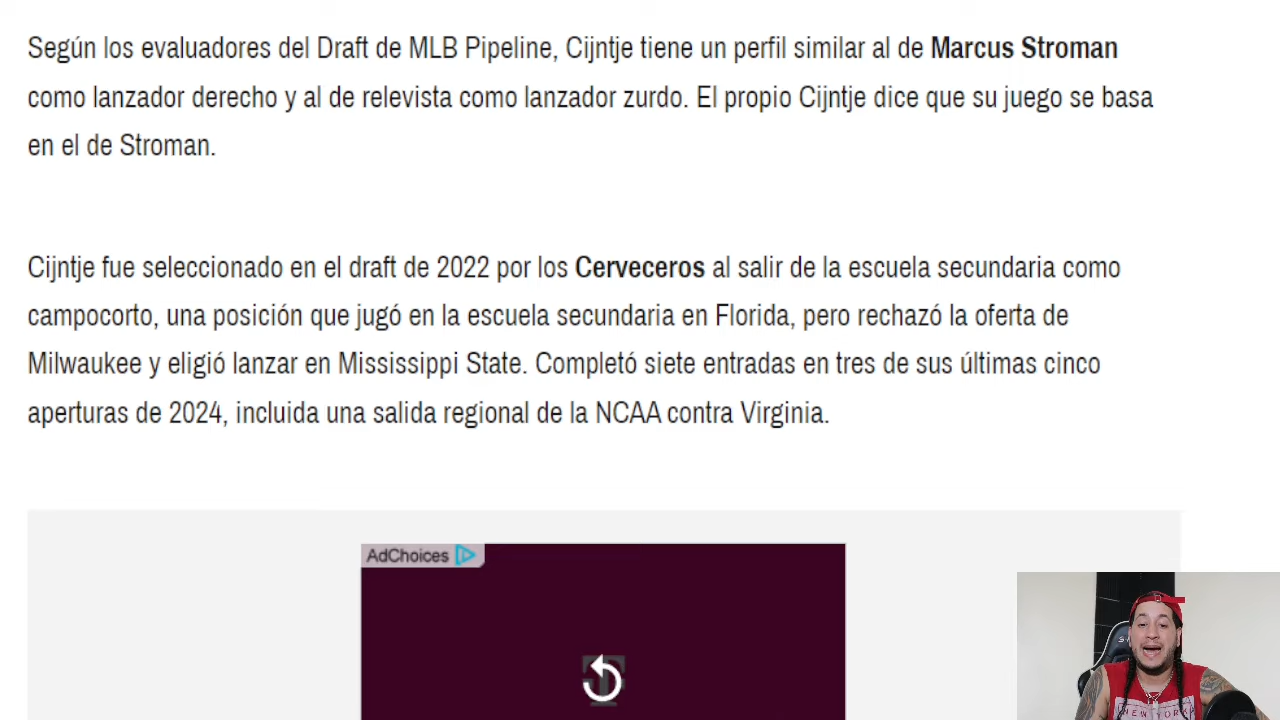 Según los evaluadores del Draft de MLB Pipeline, Cijntje tiene un perfil similar al de Marcus Stroman
como lanzador derecho y al de relevista como lanzador zurdo. El propio Cijntje dice que su juego se basa
en el de Stroman.
Cijntje fue seleccionado en el draft de 2022 por los Cerveceros al salir de la escuela secundaria como
campocorto, una posición que jugó en la escuela secundaria en Florida, pero rechazó la oferta de
Milwaukee y eligió lanzar en Mississippi State. Completó siete entradas en tres de sus últimas cinco
aperturas de 2024, incluida una salida regional de la NCAA contra Virginia.
AdChoices
NEW YORK